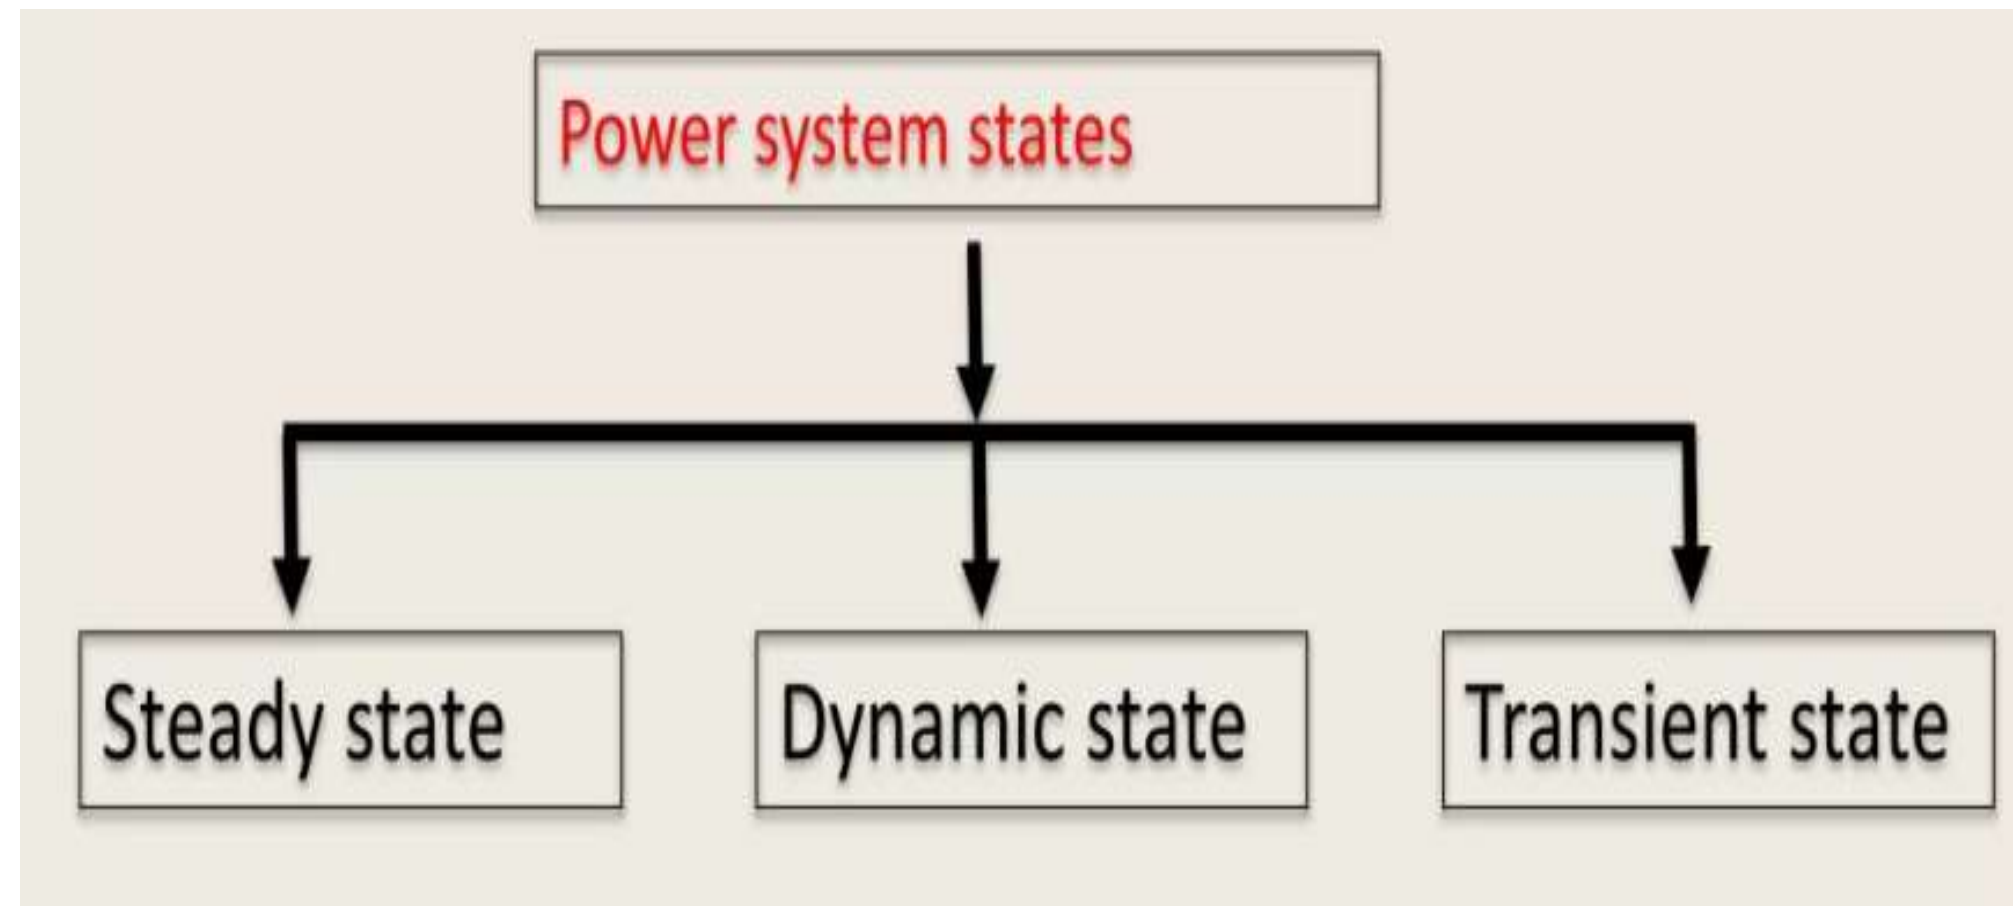 Power system states
Steady state
Dynamic state
Transient state